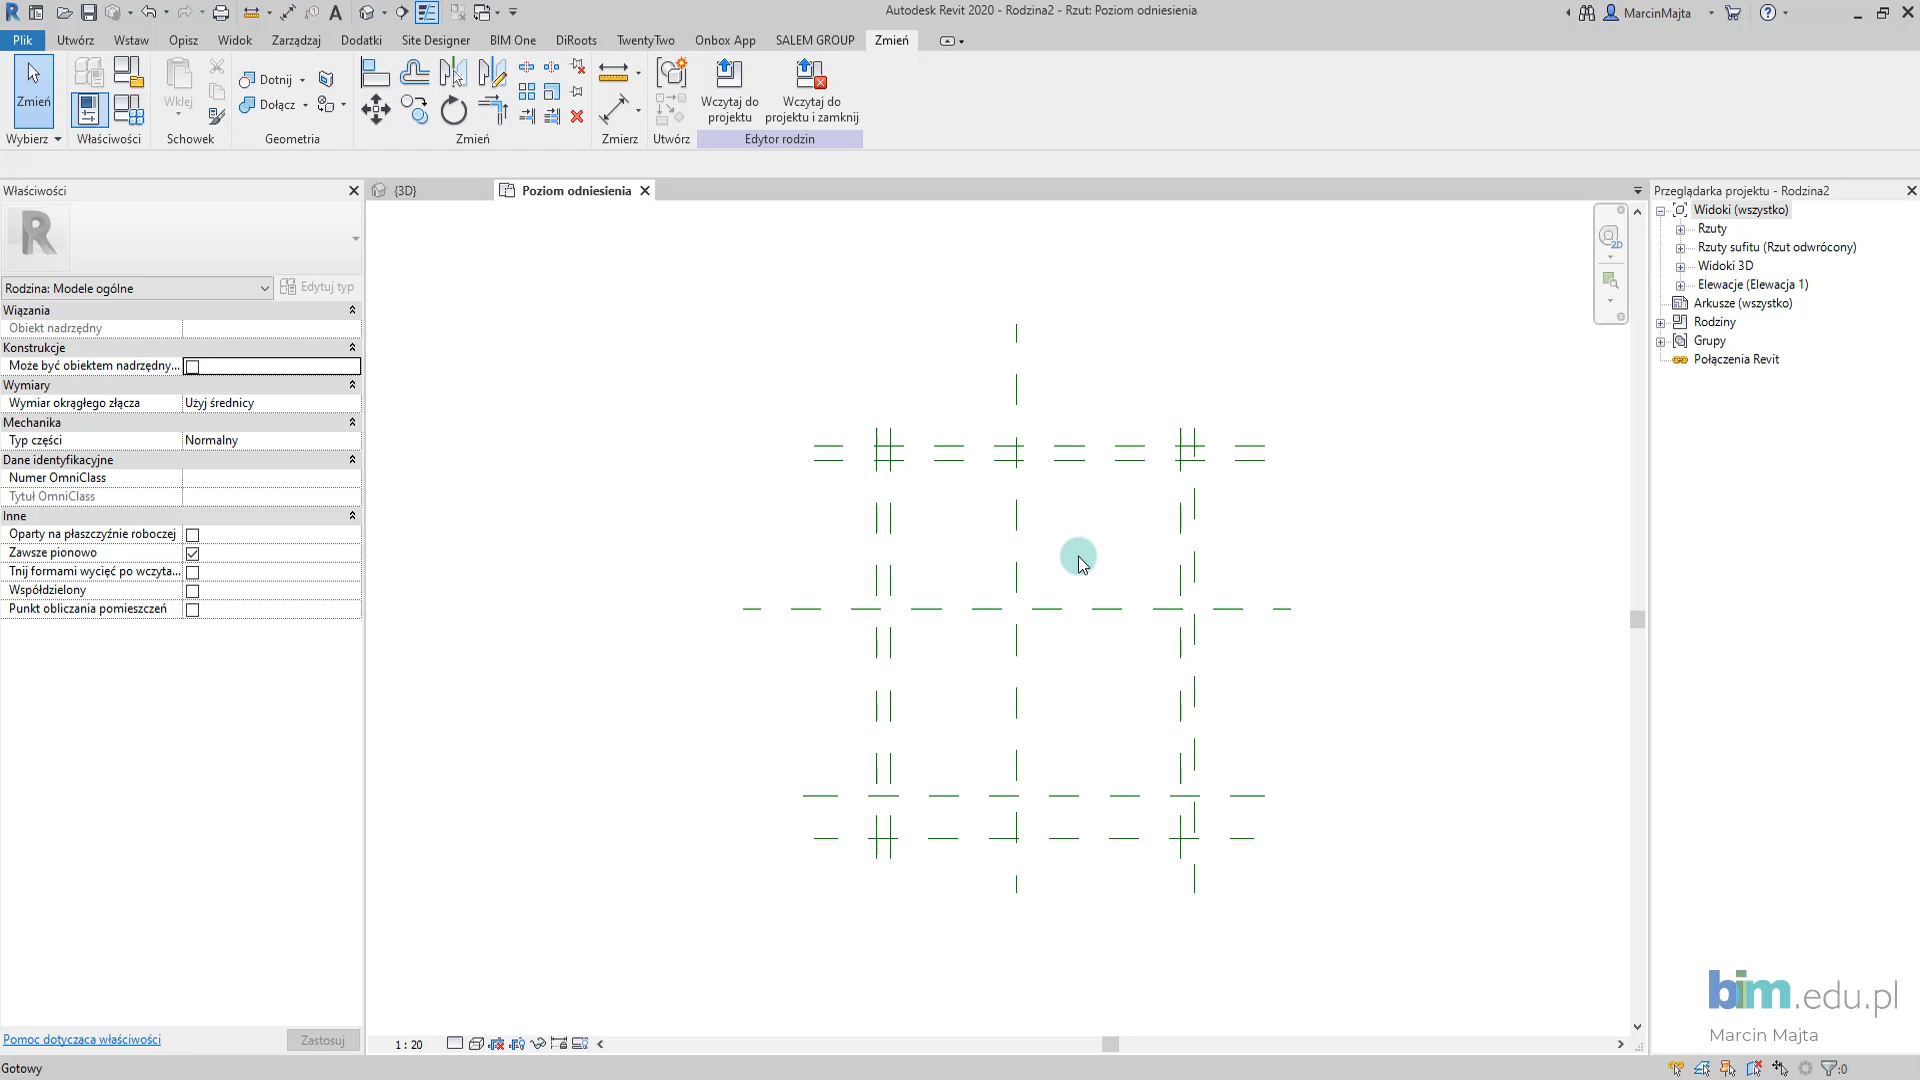 Autodesk Revit 2020 - Rodzina2 - Rzut: Poziom odniesienia
MarcinMajta
Plik Utwórz Wstaw Opisz Widok Zarządzaj Dodatki Site Designer BIM One DiRoots TwentyTwo Onbox App SALEM GROUP Zmień
Zmień
Wklej
Dotnij
Dołącz
Wczytaj do projektu
Wczytaj do projektu i zamknij
Wybierz Właściwości Schowek Geometria Zmień Zmierz Utwórz Edytor rodzin
Właściwości
{3D}
Poziom odniesienia
Przeglądarka projektu - Rodzina2
R
Rodzina: Modele ogólne
Edytuj typ
Wiązania
Obiekt nadrzędny
Konstrukcje
Może być obiektem nadrzędny...
Wymiary
Wymiar okrągłego złącza Użyj średnicy
Mechanika
Typ części Normalny
Dane identyfikacyjne
Numer OmniClass
Tytuł OmniClass
Inne
Oparty na płaszczyźnie roboczej
Zawsze pionowo
Tnij formami wycięć po wczyta...
Współdzielony
Punkt obliczania pomieszczeń
Pomoc dotycząca właściwości
Zastosuj
2D
Widoki (wszystko)
Rzuty
Rzuty sufitu (Rzut odwrócony)
Widoki 3D
Elewacje (Elewacja 1)
Arkusze (wszystko)
Rodziny
Grupy
Połączenia Revit
bim.edu.pl
Marcin Majta
1 : 20
Gotowy
:0